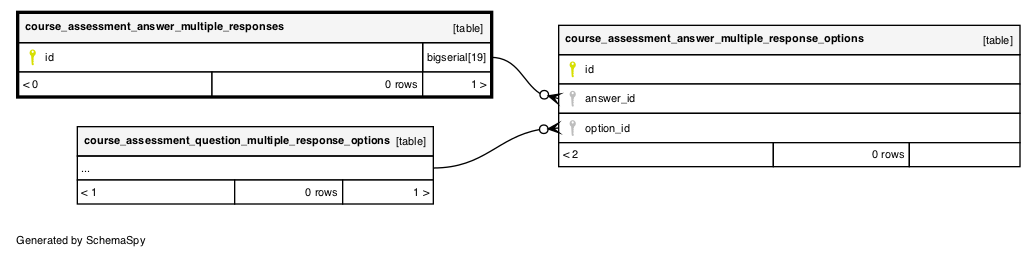 course_assessment_answer_multiple_responses [table]
id bigserial[19]
< 0 0 rows 1 >
course_assessment_question_multiple_response_options [table]
...
< 1 0 rows 1 >
course_assessment_answer_multiple_response_options [table]
id
answer_id
option_id
< 2 0 rows
Generated by SchemaSpy